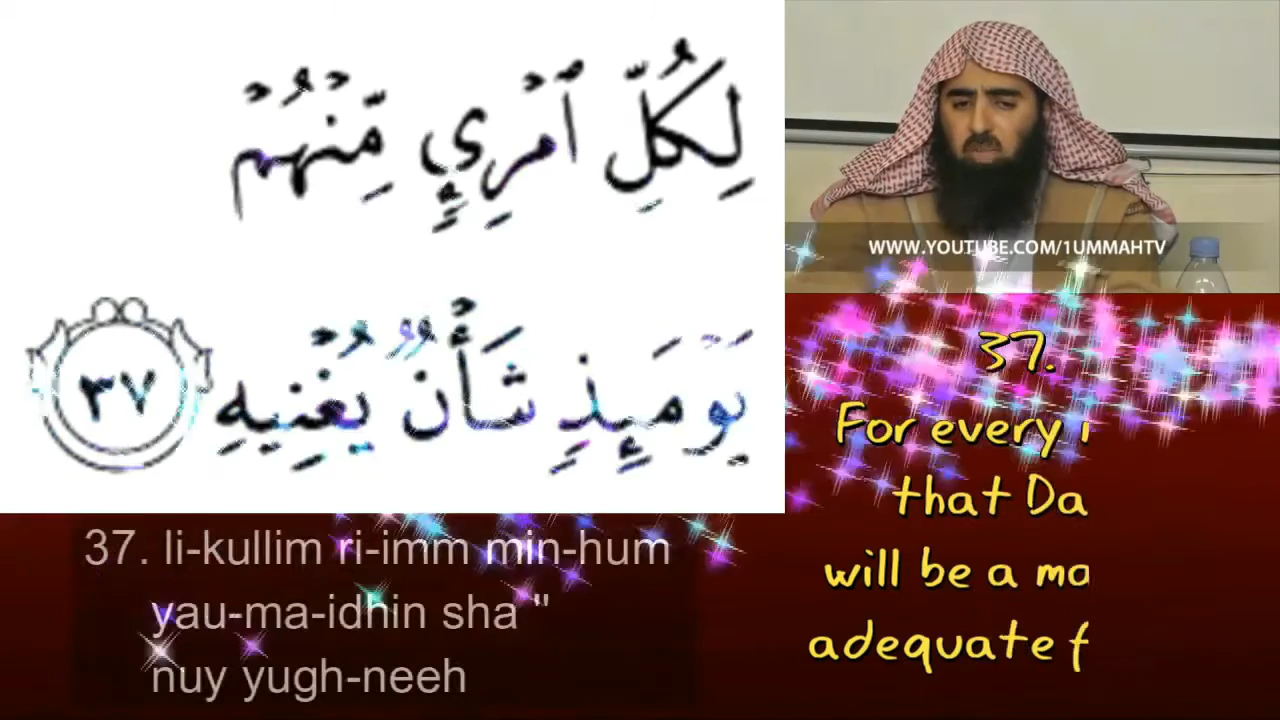 لِكُلِّ ٱمْرِيٍٕ مِّنْهُمْ
يَوْمَئِذٍ شَأْنٌ يُغْنِيهِ ٣٧
WWW.YOUTUBE.COM/1UMMAHTV
37.
For every
that Da
will be a ma
adequate f
37. li-kullim ri-imm min-hum
yau-ma-idhin sha "
nuy yugh-neeh